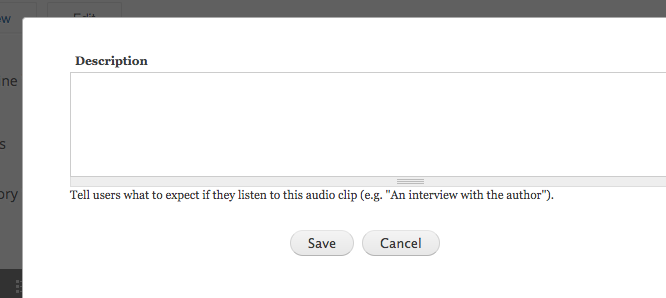 Edit
Description
ne
s
ory
Tell users what to expect if they listen to this audio clip (e.g. "An interview with the author").
Save Cancel